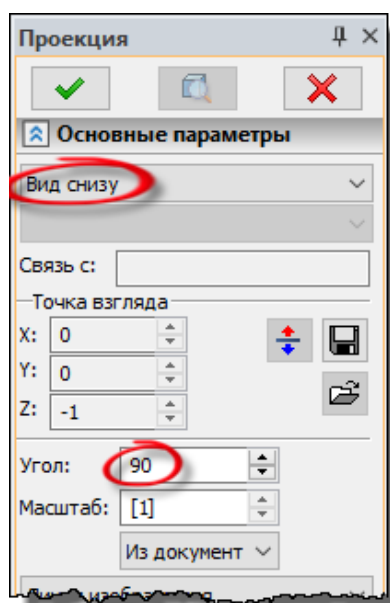 Проекция
Основные параметры
Вид снизу
Связь с:
Точка взгляда
X: 0
Y: 0
Z: -1
Угол: 90
Масштаб: [1]
Из документ